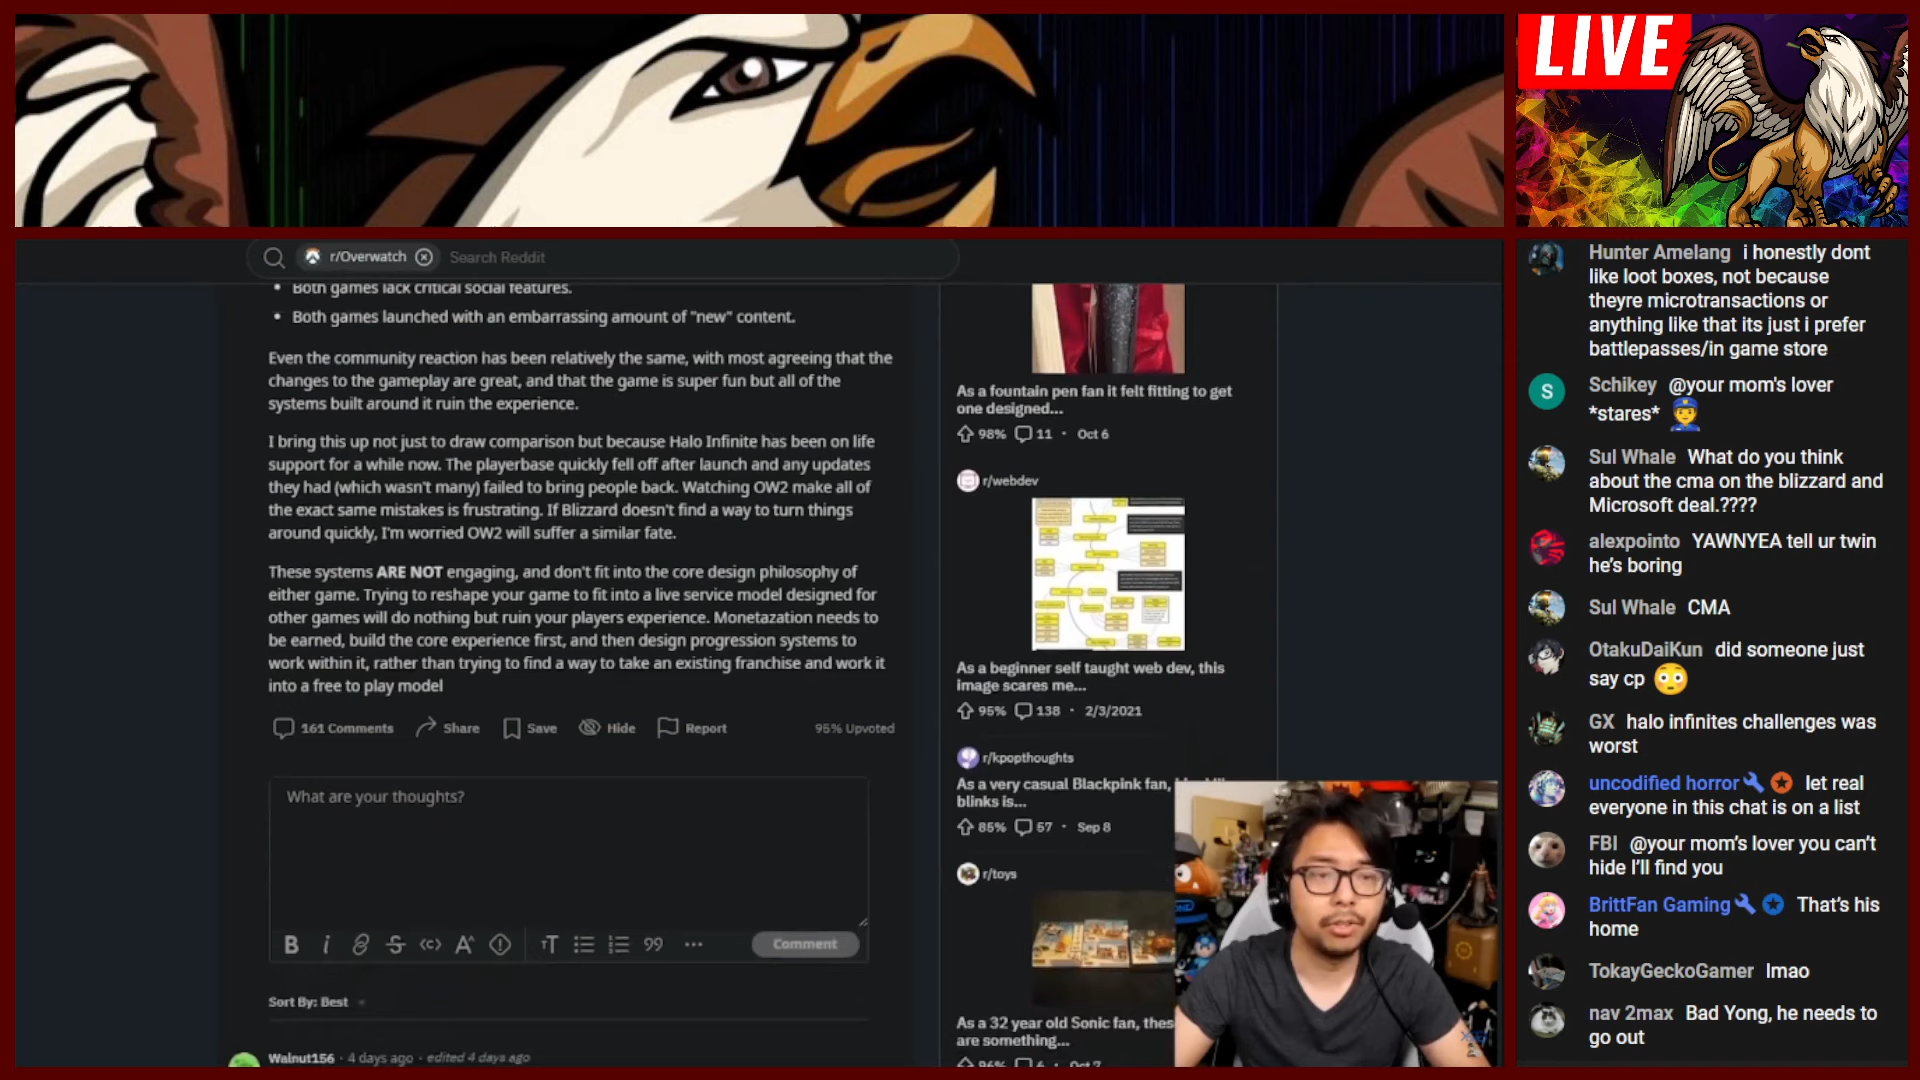 LIVE
r/Overwatch
Search Reddit
• Both games lack critical social features.
• Both games launched with an embarrassing amount of "new" content.
Even the community reaction has been relatively the same, with most agreeing that the
changes to the gameplay are great, and that the game is super fun but all of the
systems built around it ruin the experience.
I bring this up not just to draw comparison but because Halo Infinite has been on life
support for a while now. The playerbase quickly fell off after launch and any updates
they had (which wasn't many) failed to bring people back. Watching OW2 make all of
the exact same mistakes is frustrating. If Blizzard doesn't find a way to turn things
around quickly, I'm worried OW2 will suffer a similar fate.
These systems ARE NOT engaging, and don't fit into the core design philosophy of
either game. Trying to reshape your game to fit into a live service model designed for
other games will do nothing but ruin your players experience. Monetazation needs to
be earned, build the core experience first, and then design progression systems to
work within it, rather than trying to find a way to take an existing franchise and work it
into a free to play model
161 Comments Share Save Hide Report 95% Upvoted
What are your thoughts?
Comment
Sort By: Best
Walnut156 · 4 days ago · edited 4 days ago
As a fountain pen fan it felt fitting to get
one designed...
98% 11 · Oct 6
r/webdev
As a beginner self taught web dev, this
image scares me...
95% 138 · 2/3/2021
r/kpopthoughts
As a very casual Blackpink fan,
blinks is...
85% 57 · Sep 8
r/toys
As a 32 year old Sonic fan, thes
are something...
96% 6 · Oct 7
Hunter Amelang i honestly dont
like loot boxes, not because
theyre microtransactions or
anything like that its just i prefer
battlepasses/in game store
S
Schikey @your mom's lover
*stares* 👮
Sul Whale What do you think
about the cma on the blizzard and
Microsoft deal.????
alexpointo YAWNYEA tell ur twin
he's boring
Sul Whale CMA
OtakuDaiKun did someone just
say cp 😳
GX halo infinites challenges was
worst
uncodified horror let real
everyone in this chat is on a list
FBI @your mom's lover you can't
hide I'll find you
BrittFan Gaming That's his
home
TokayGeckoGamer lmao
nav 2max Bad Yong, he needs to
go out